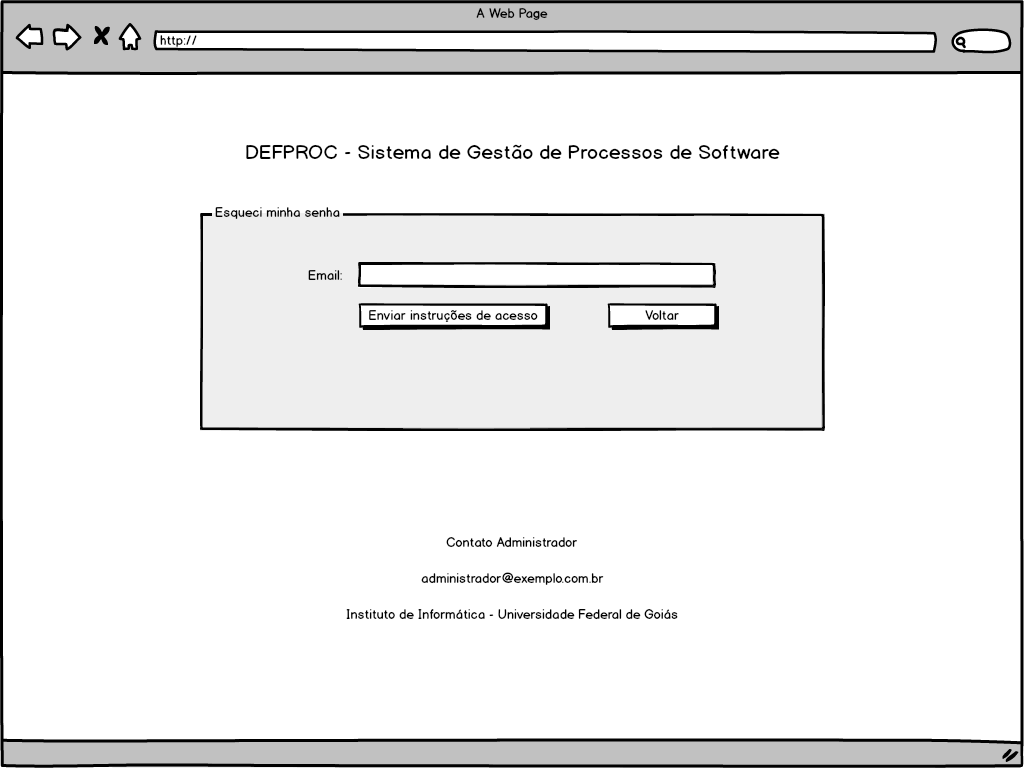 A Web Page
http://
DEFPROC - Sistema de Gestão de Processos de Software
Esqueci minha senha
Email:
Enviar instruções de acesso
Voltar
Contato Administrador
administrador@exemplo.com.br
Instituto de Informática - Universidade Federal de Goiás